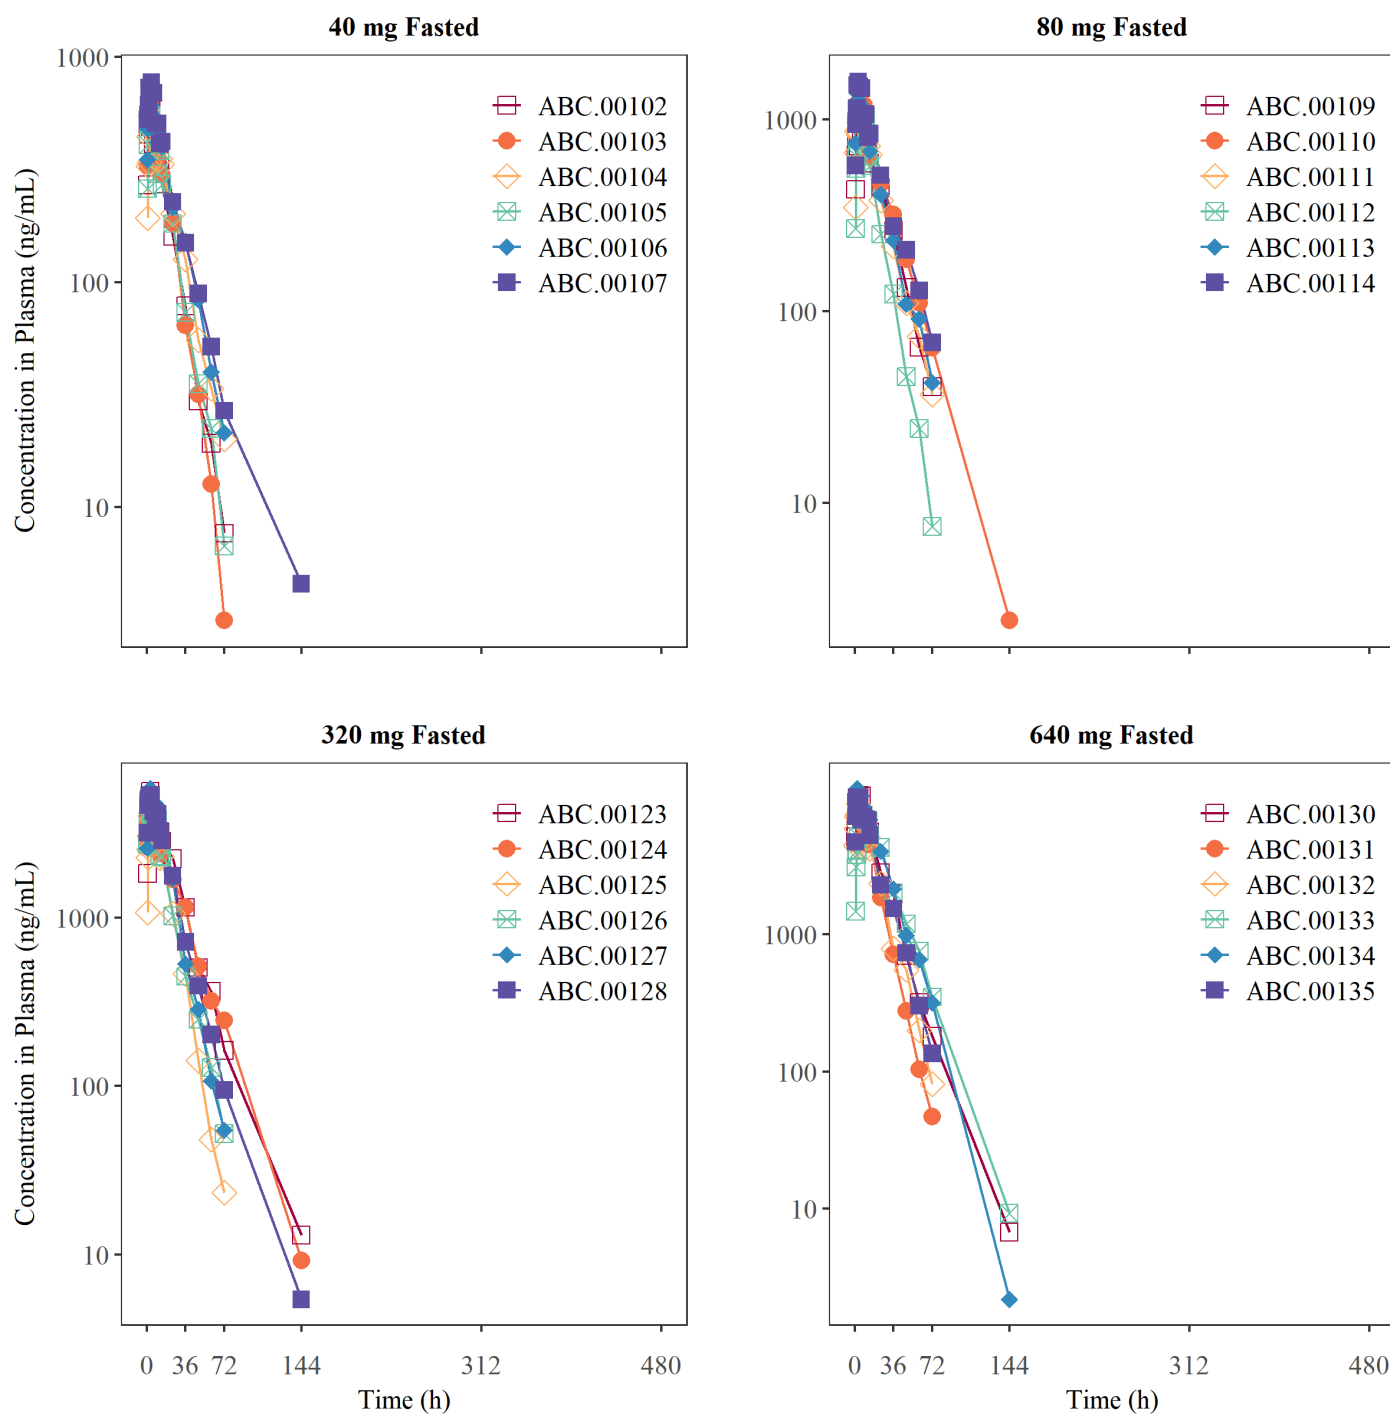 40 mg Fasted
80 mg Fasted
Concentration in Plasma (ng/mL)
1000
100
10
ABC.00102
ABC.00103
ABC.00104
ABC.00105
ABC.00106
ABC.00107
0 36 72 144 312 480
1000
100
10
ABC.00109
ABC.00110
ABC.00111
ABC.00112
ABC.00113
ABC.00114
0 36 72 144 312 480
320 mg Fasted
640 mg Fasted
Concentration in Plasma (ng/mL)
1000
100
10
ABC.00123
ABC.00124
ABC.00125
ABC.00126
ABC.00127
ABC.00128
Time (h)
1000
100
10
ABC.00130
ABC.00131
ABC.00132
ABC.00133
ABC.00134
ABC.00135
Time (h)